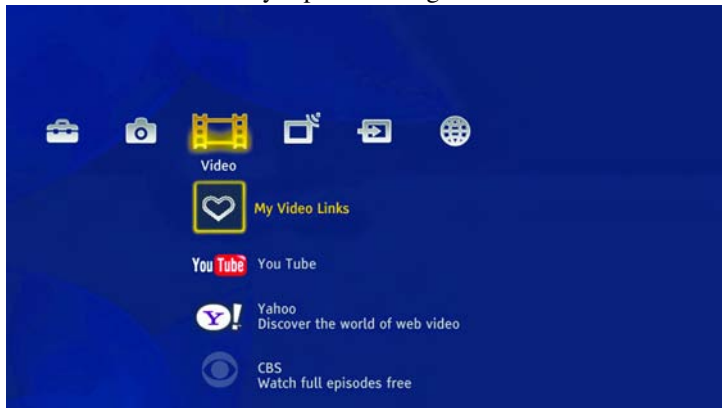 Video
My Video Links
You Tube You Tube
Y! Yahoo
Discover the world of web video
CBS
Watch full episodes free